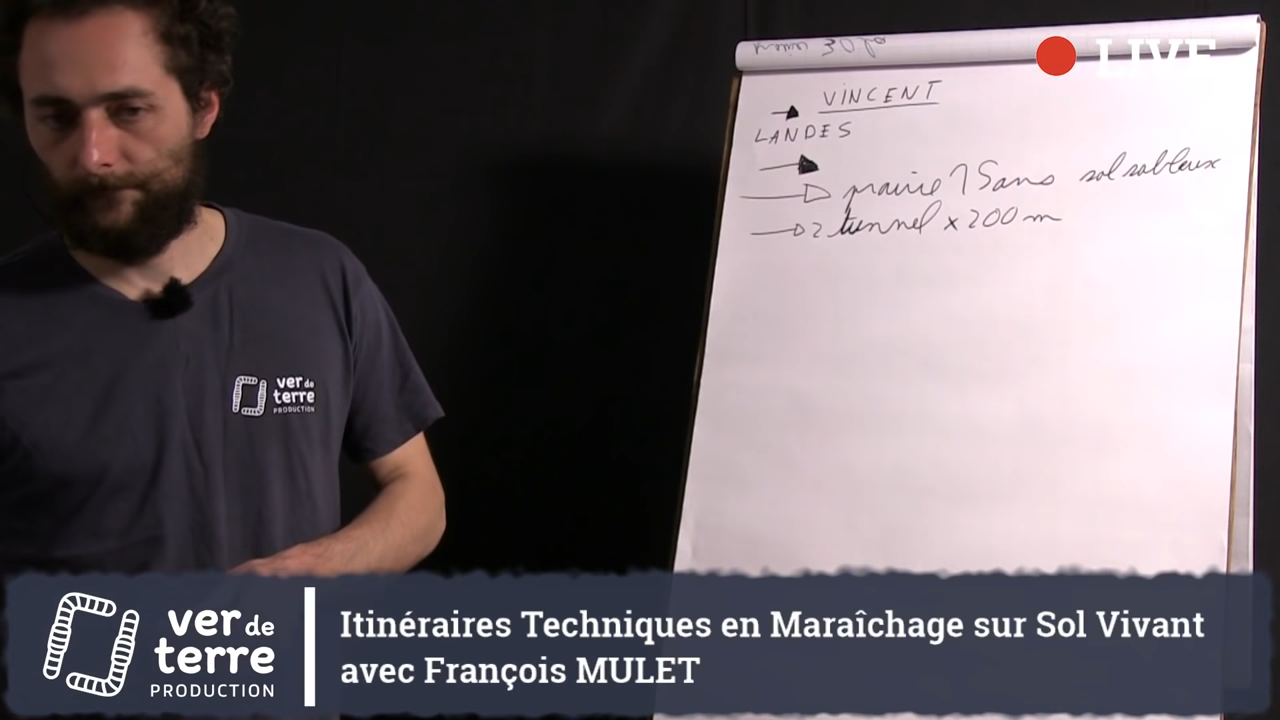 LIVE
VINCENT
LANDES
prairie 7 Sans sol sableux
2 tunnel x 200 m
ver de
terre
PRODUCTION
ver de
terre
PRODUCTION
Itinéraires Techniques en Maraîchage sur Sol Vivant
avec François MULET